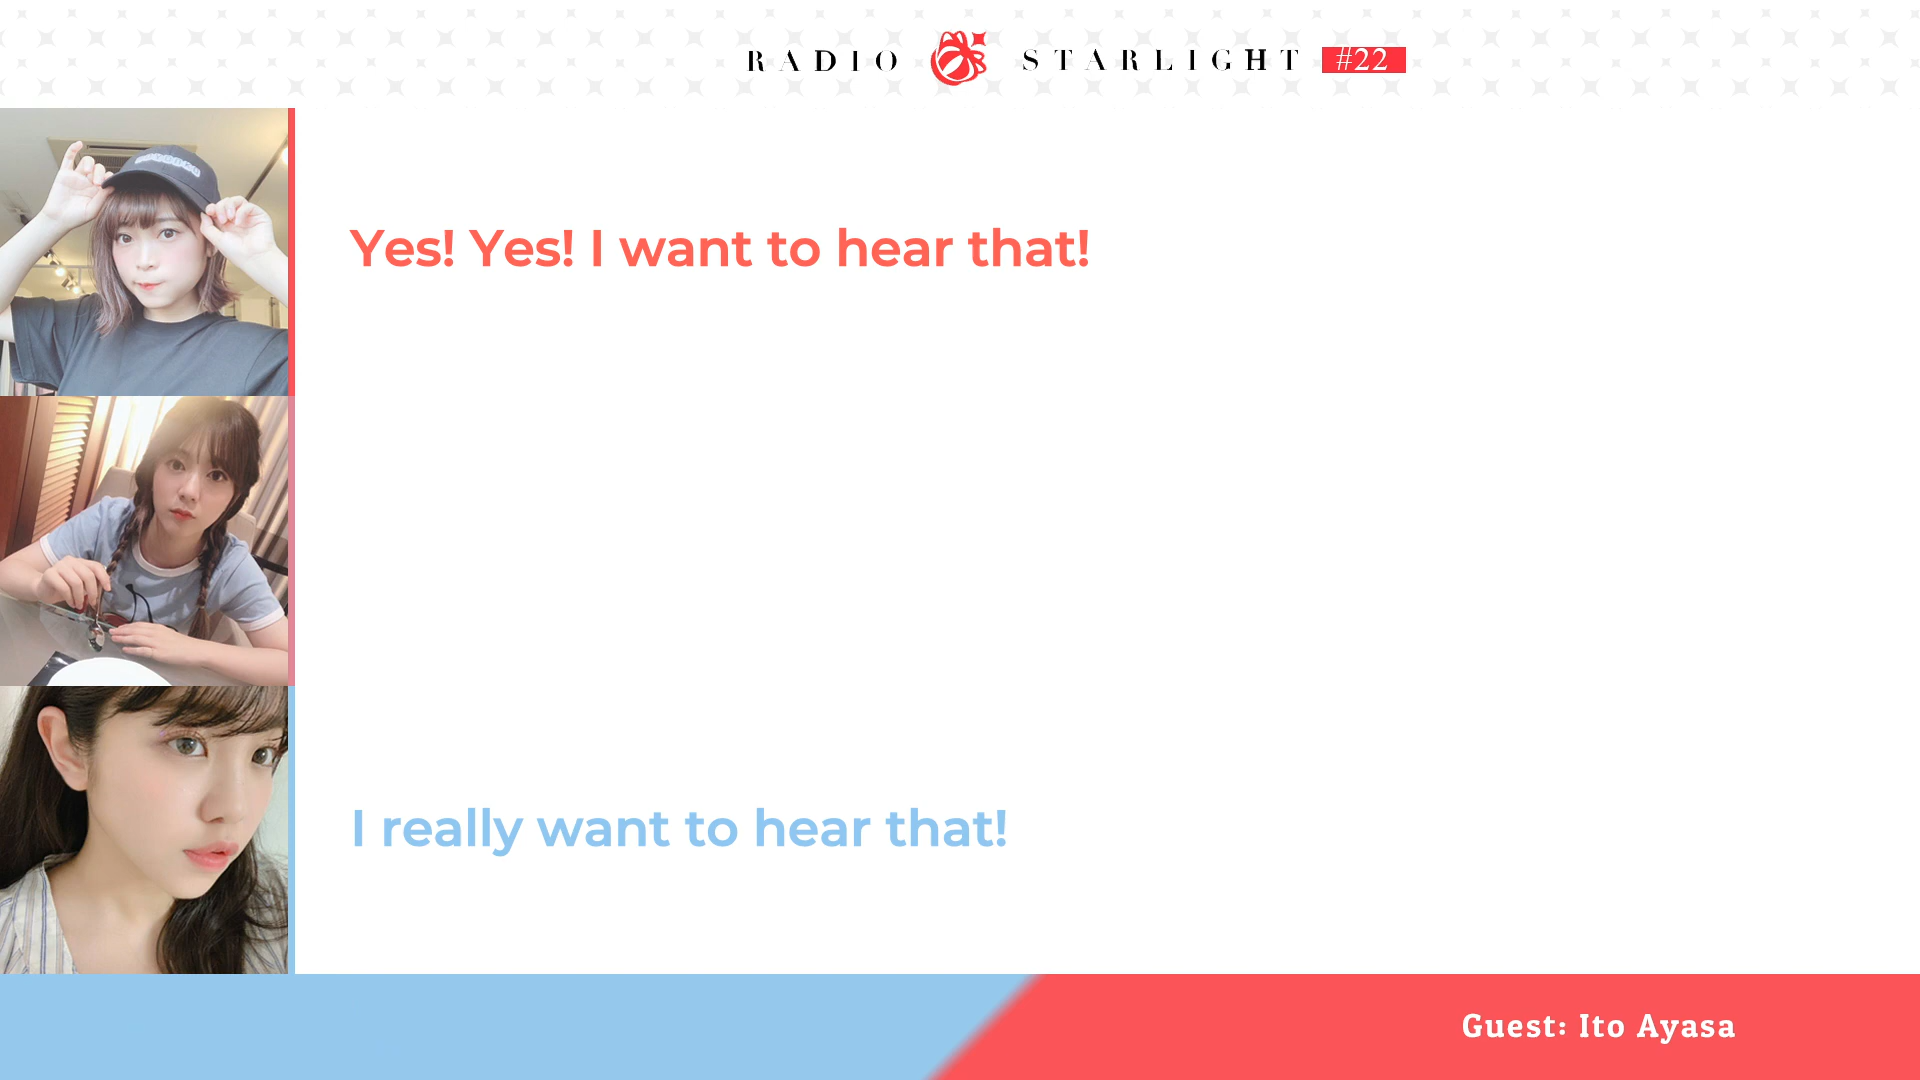 RADIO STARLIGHT #22
Yes! Yes! I want to hear that!
I really want to hear that!
Guest: Ito Ayasa